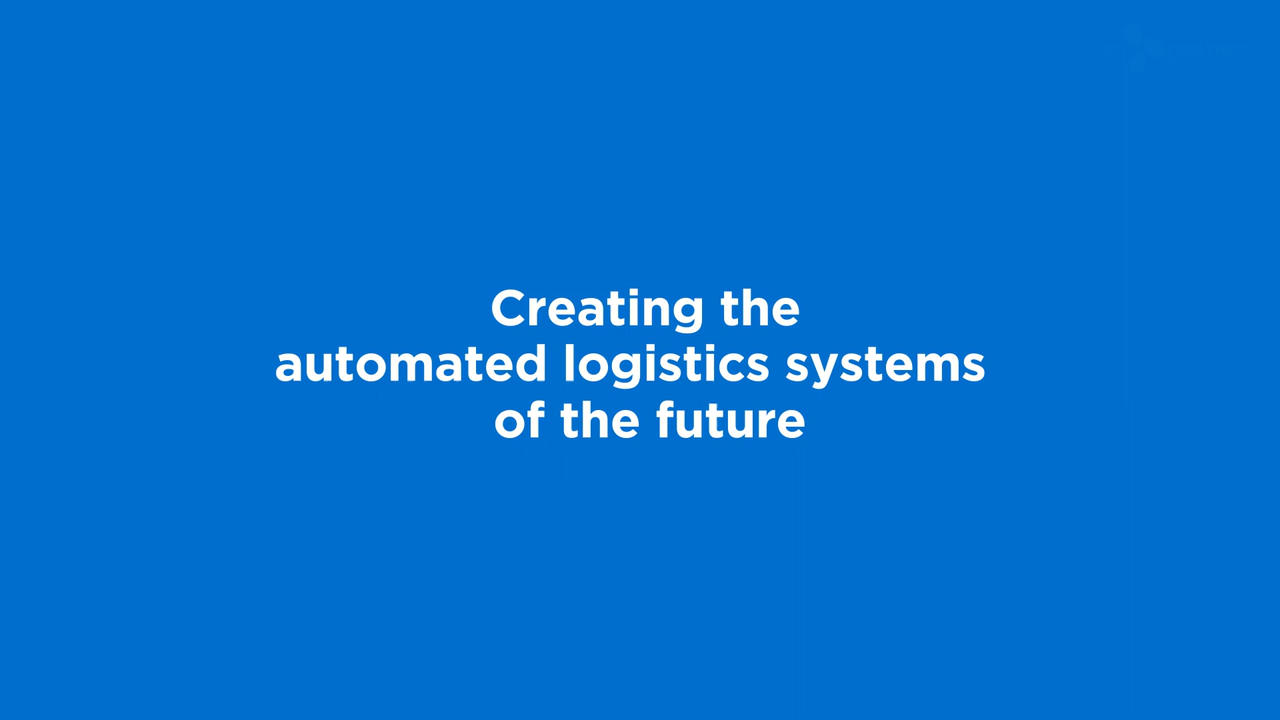 Creating the
automated logistics systems
of the future